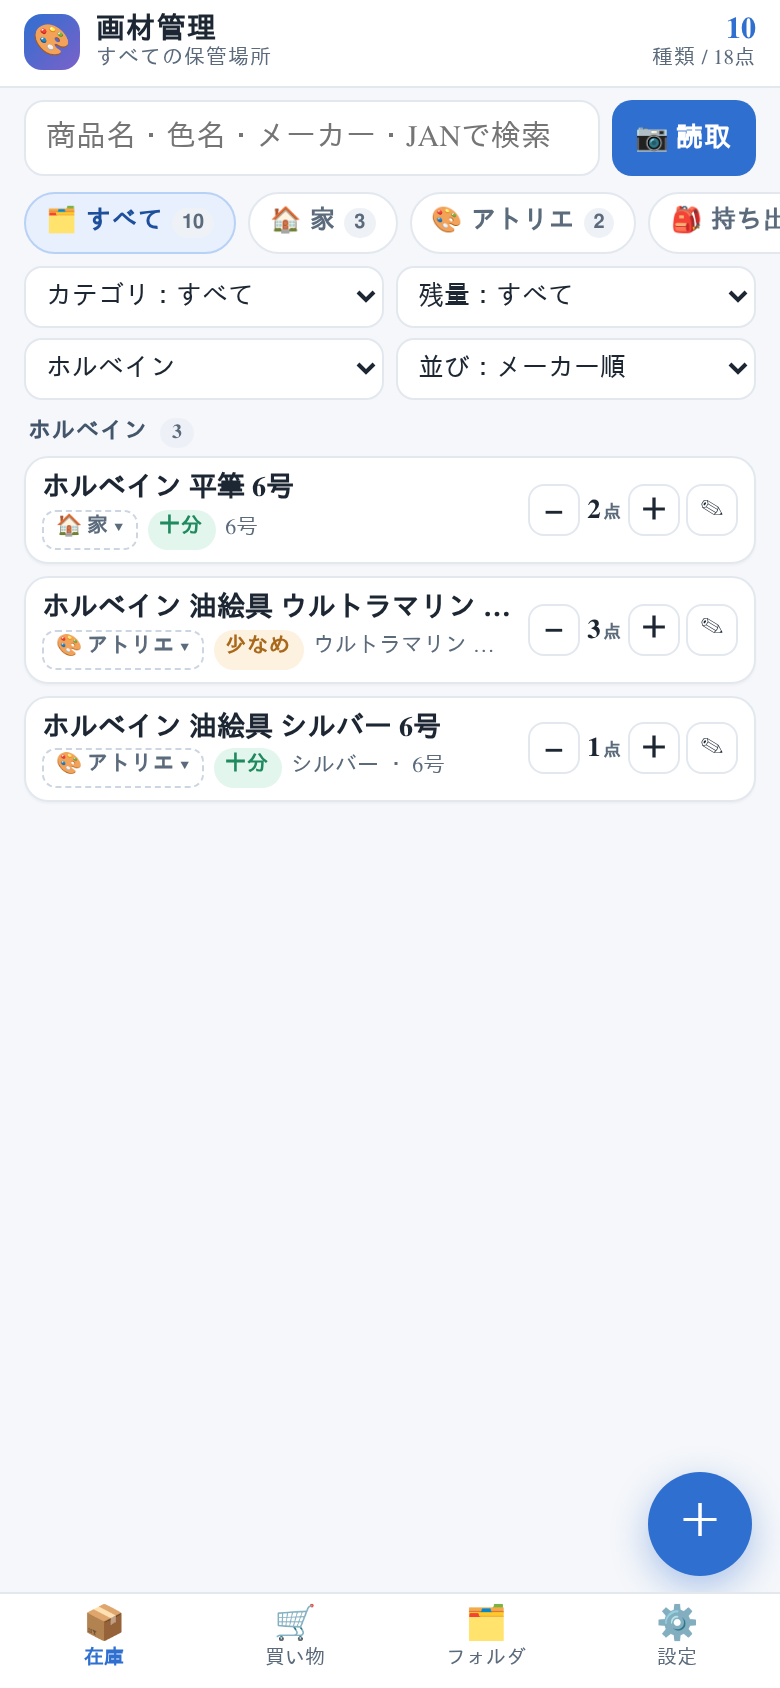 画材管理
すべての保管場所
10
種類 / 18点
商品名・色名・メーカー・JANで検索
読取
すべて 10
家 3
アトリエ 2
持ち出
カテゴリ：すべて
残量：すべて
ホルベイン
並び：メーカー順
ホルベイン 3
ホルベイン 平筆 6号
家 ▾ 十分 6号
− 2点 ＋
ホルベイン 油絵具 ウルトラマリン …
アトリエ ▾ 少なめ ウルトラマリン …
− 3点 ＋
ホルベイン 油絵具 シルバー 6号
アトリエ ▾ 十分 シルバー ・ 6号
− 1点 ＋
＋
在庫
買い物
フォルダ
設定